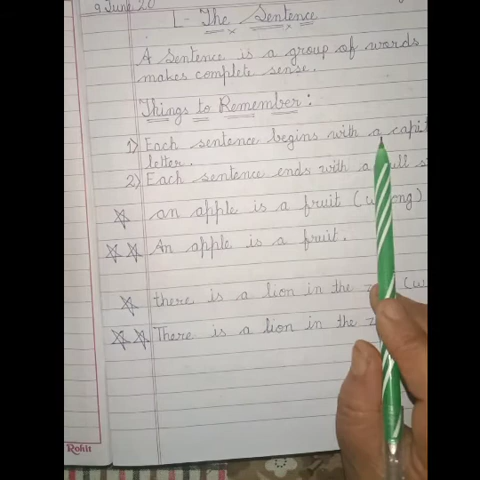 9 June 20
L - The Sentence
A sentence is a group of words
makes complete sense.
Things to Remember :
1) Each sentence begins with a capit
letter.
2) Each sentence ends with a
an apple is a fruit (wrong)
An apple is a fruit.
there is a lion in the
There is a lion in the
Rohit